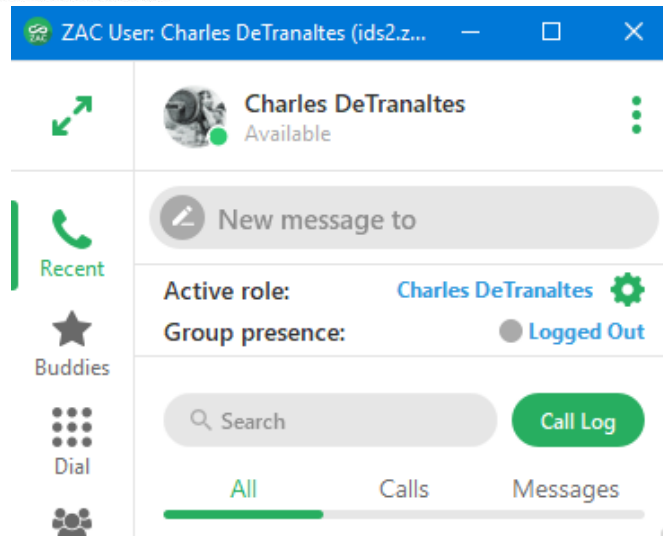 ZAC User: Charles DeTranaltes (ids2.z...
Charles DeTranaltes
Available
New message to
Recent
Active role: Charles DeTranaltes
Group presence: Logged Out
Buddies
Search Call Log
Dial
All Calls Messages